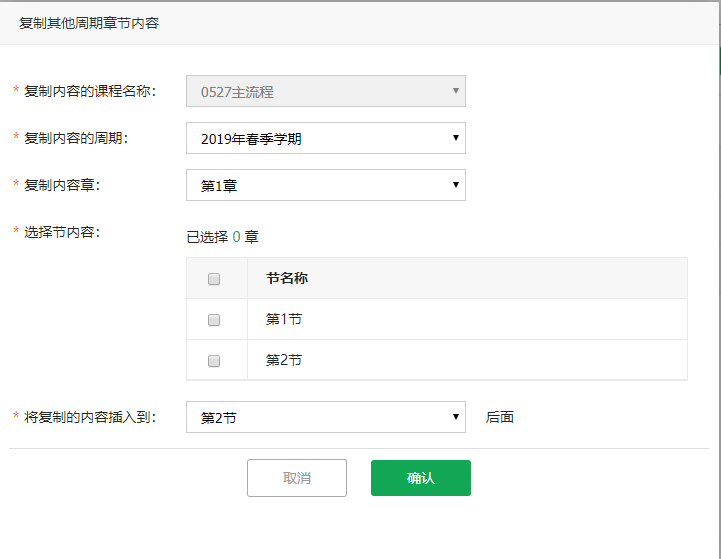 复制其他周期章节内容
* 复制内容的课程名称： 0527主流程
* 复制内容的周期： 2019年春季学期
* 复制内容章： 第1章
* 选择节内容： 已选择 0 章
节名称
第1节
第2节
* 将复制的内容插入到： 第2节 后面
取消 确认